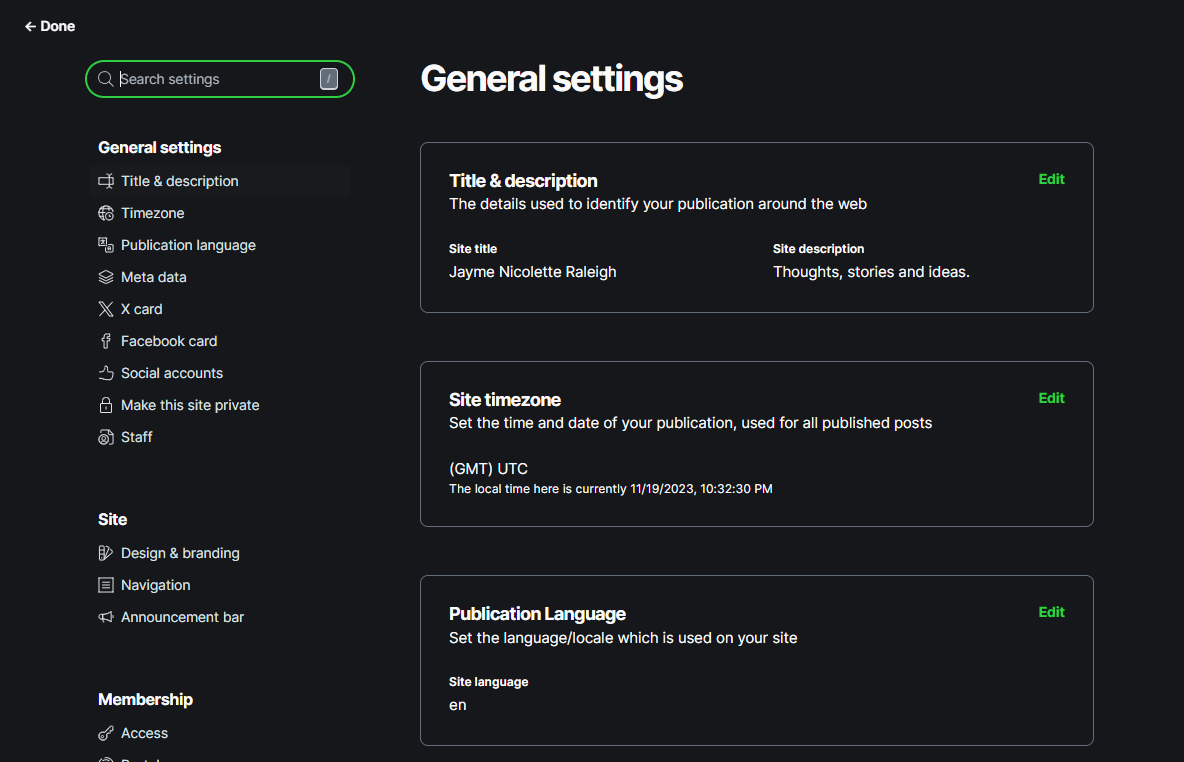 ← Done
Search settings
/
General settings
Title & description
Timezone
Publication language
Meta data
X card
Facebook card
Social accounts
Make this site private
Staff
Site
Design & branding
Navigation
Announcement bar
Membership
Access
General settings
Title & description
Edit
The details used to identify your publication around the web
Site title
Jayme Nicolette Raleigh
Site description
Thoughts, stories and ideas.
Site timezone
Edit
Set the time and date of your publication, used for all published posts
(GMT) UTC
The local time here is currently 11/19/2023, 10:32:30 PM
Publication Language
Edit
Set the language/locale which is used on your site
Site language
en